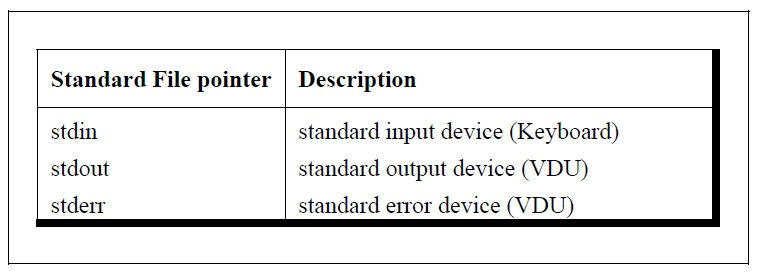 Standard File pointer Description
stdin standard input device (Keyboard)
stdout standard output device (VDU)
stderr standard error device (VDU)